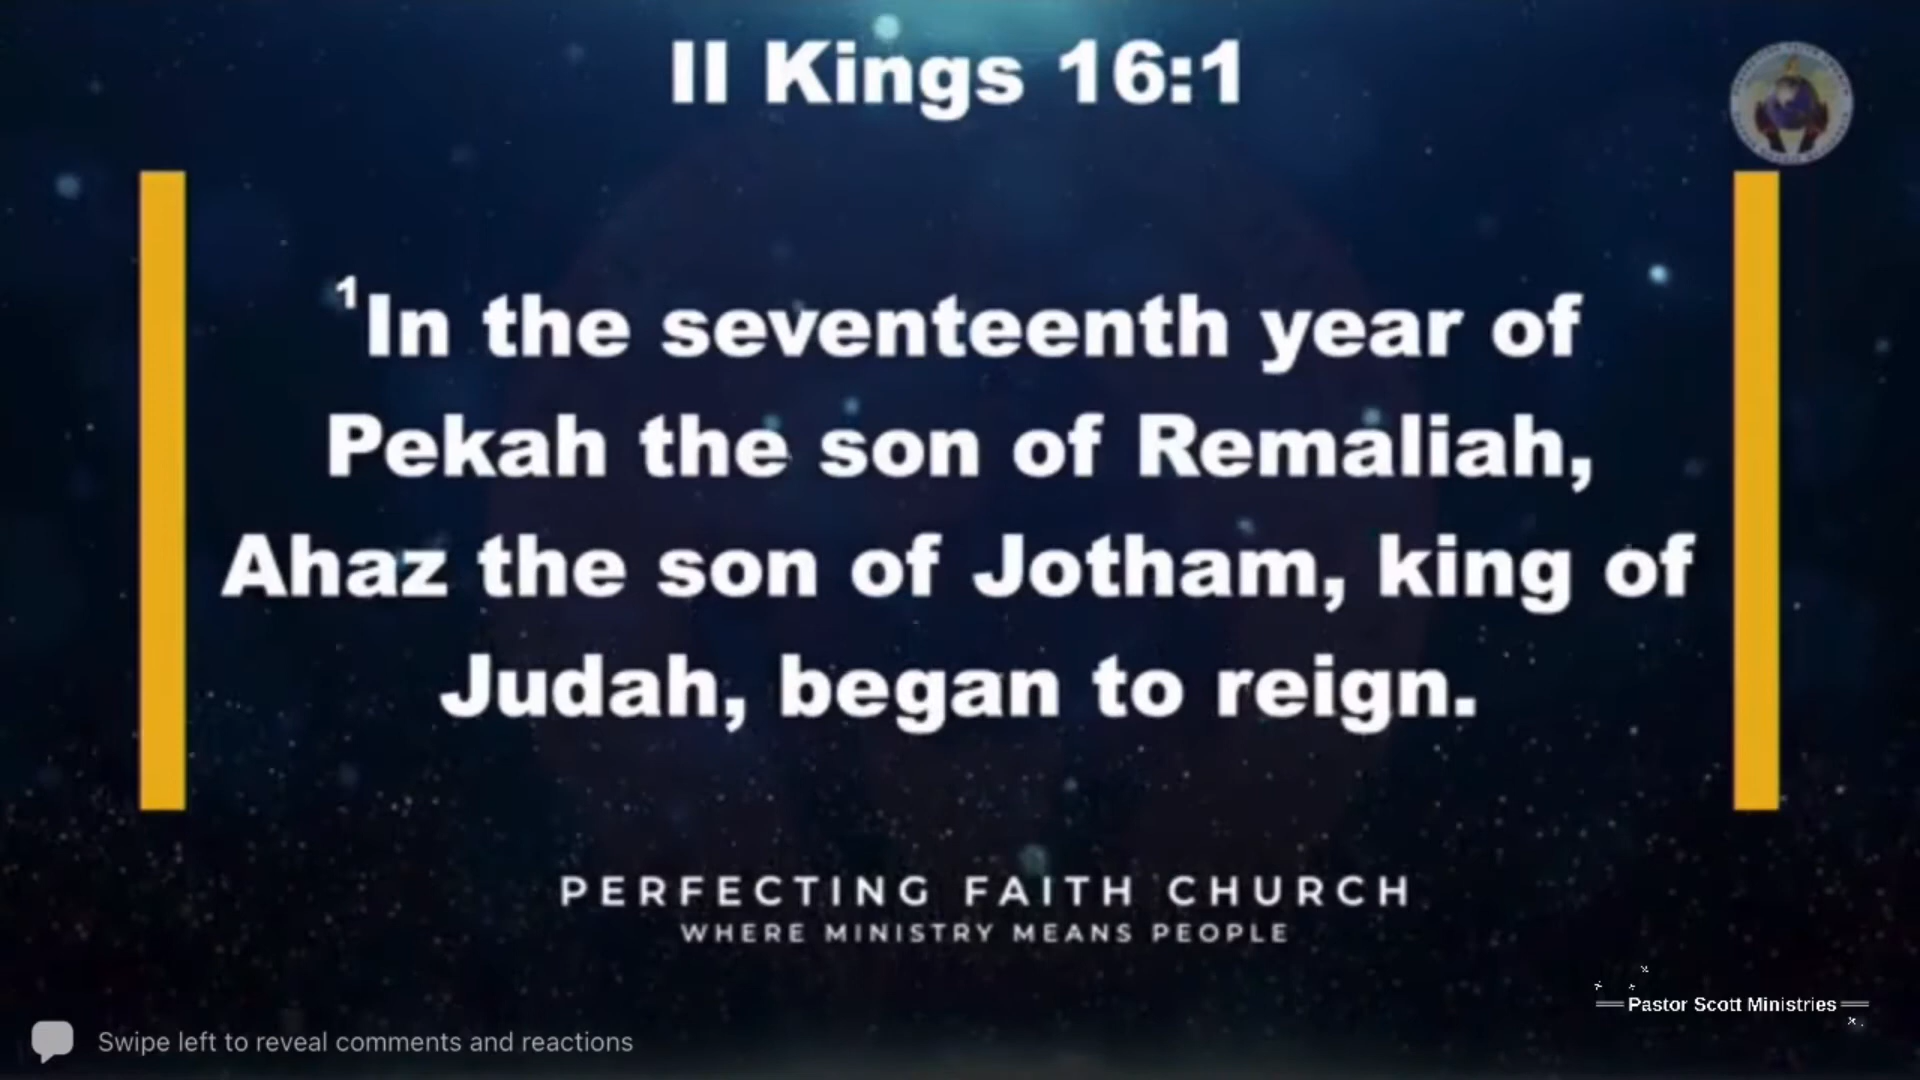 II Kings 16:1
¹In the seventeenth year of
Pekah the son of Remaliah,
Ahaz the son of Jotham, king of
Judah, began to reign.
PERFECTING FAITH CHURCH
WHERE MINISTRY MEANS PEOPLE
Pastor Scott Ministries
Swipe left to reveal comments and reactions